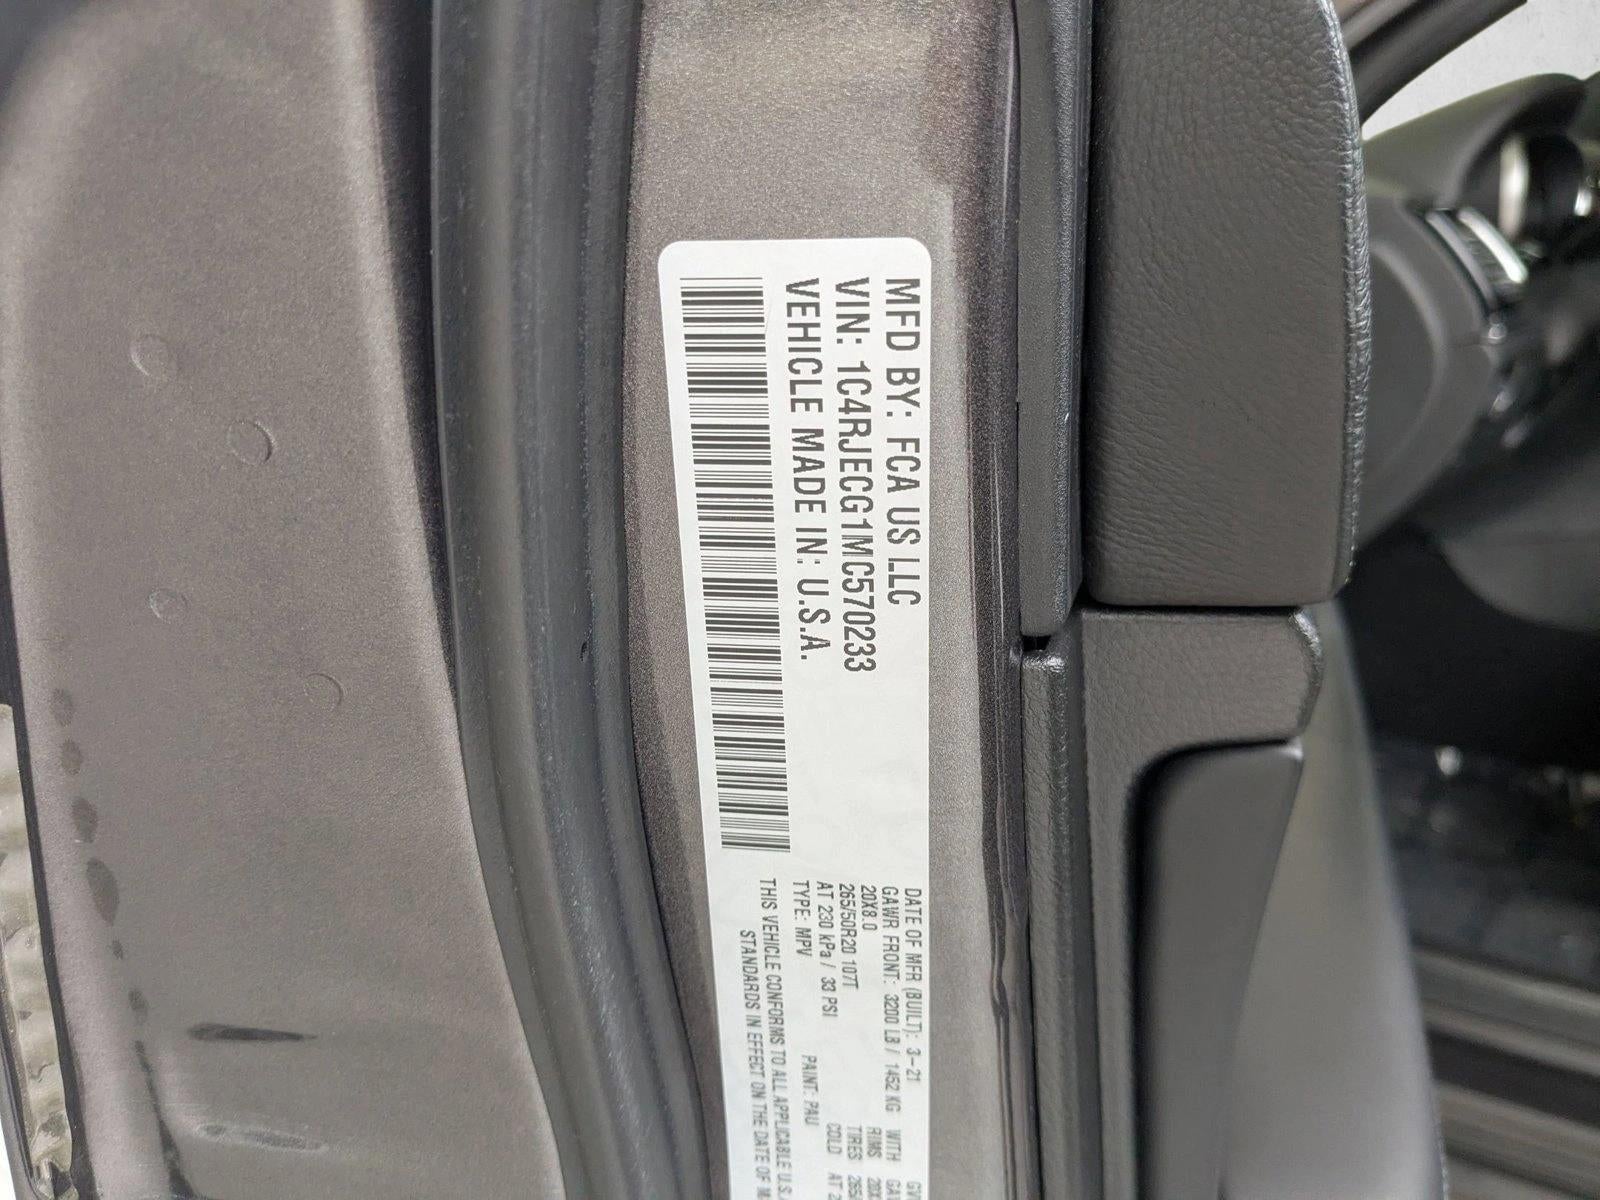 MFD BY: FCA US LLC
VIN: 1C4RJECG1MC570233
VEHICLE MADE IN: U.S.A.
DATE OF MFR (BUILT): 3-21
GAWR FRONT: 3200 LB / 1452 KG WITH
20X8.0 RIMS
265/50R20 107T TIRES
AT 230 kPa / 33 PSI COLD AT
TYPE: MPV PAINT: PAU
THIS VEHICLE CONFORMS TO ALL APPLICABLE U.S.
STANDARDS IN EFFECT ON THE DATE OF